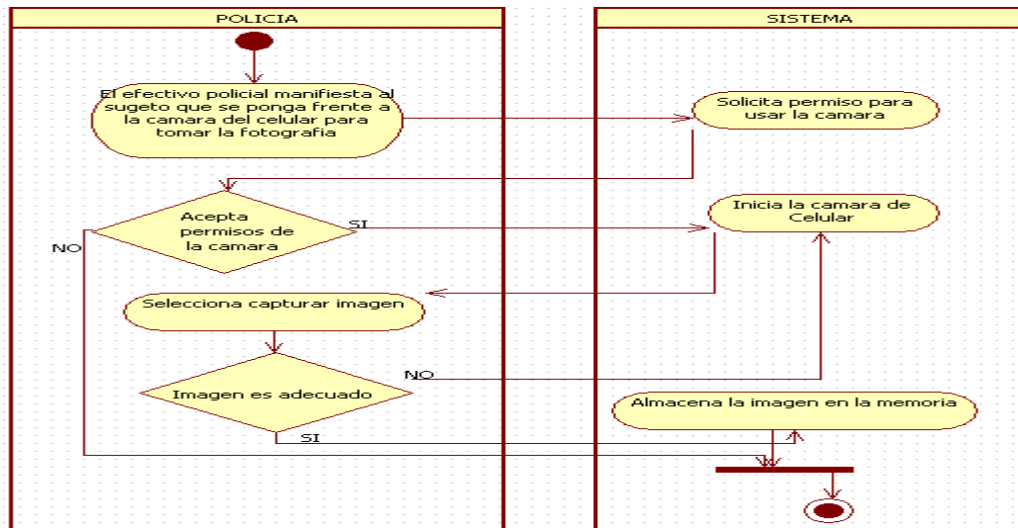 POLICIA
SISTEMA
El efectivo policial manifiesta al
sugeto que se ponga frente a
la camara del celular para
tomar la fotografia
Solicita permiso para
usar la camara
Acepta
permisos de
la camara
SI
NO
Inicia la camara de
Celular
Selecciona capturar imagen
Imagen es adecuado
NO
SI
Almacena la imagen en la memoria